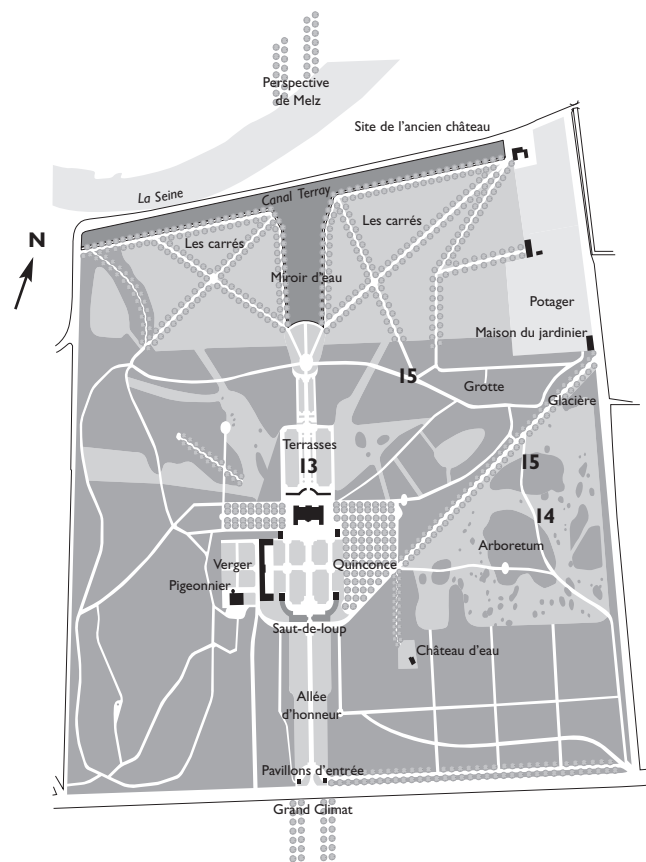 Perspective
de Melz
Site de l'ancien château
La Seine
Canal Terray
Les carrés
Les carrés
N
Miroir d'eau
Potager
Maison du jardinier
15
Grotte
Glacière
Terrasses
13
15
14
Arboretum
Verger
Quinconce
Pigeonnier
Saut-de-loup
Château d'eau
Allée
d'honneur
Pavillons d'entrée
Grand Climat